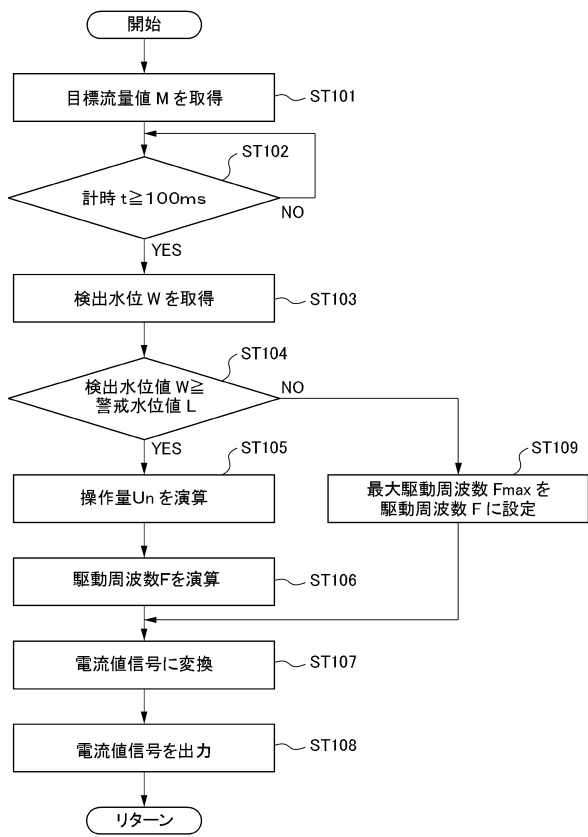 開始
目標流量値 M を取得
ST101
ST102
計時 t≧100ms
NO
YES
検出水位 W を取得
ST103
ST104
検出水位値 W≧
警戒水位値 L
NO
YES
ST105
操作量Un を演算
ST109
最大駆動周波数 Fmax を
駆動周波数 F に設定
駆動周波数Fを演算
ST106
電流値信号に変換
ST107
電流値信号を出力
ST108
リターン